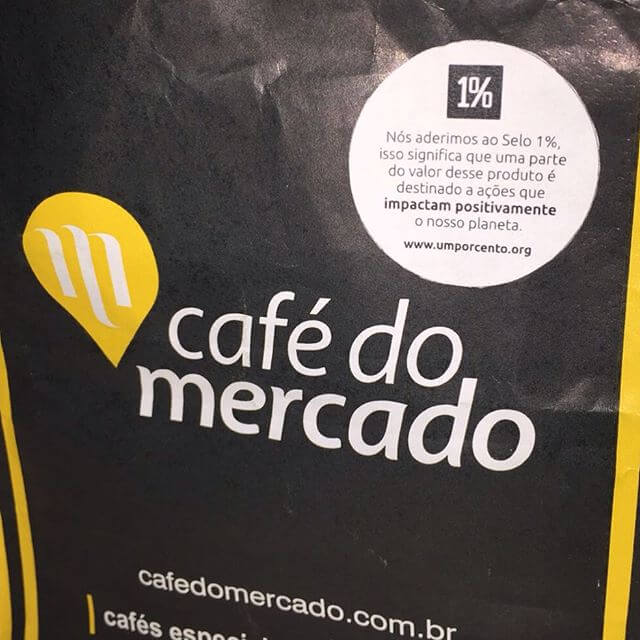 1%
Nós aderimos ao Selo 1%,
isso significa que uma parte
do valor desse produto é
destinado a ações que
impactam positivamente
o nosso planeta.
www.umporcento.org
café do
mercado
cafedomercado.com.br
cafés